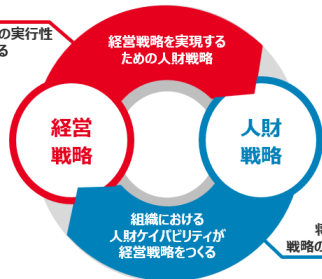 の実行性
る
経営戦略を実現する
ための人財戦略
経営
戦略
人財
戦略
組織における
人財ケイパビリティが
経営戦略をつくる
将
戦略の